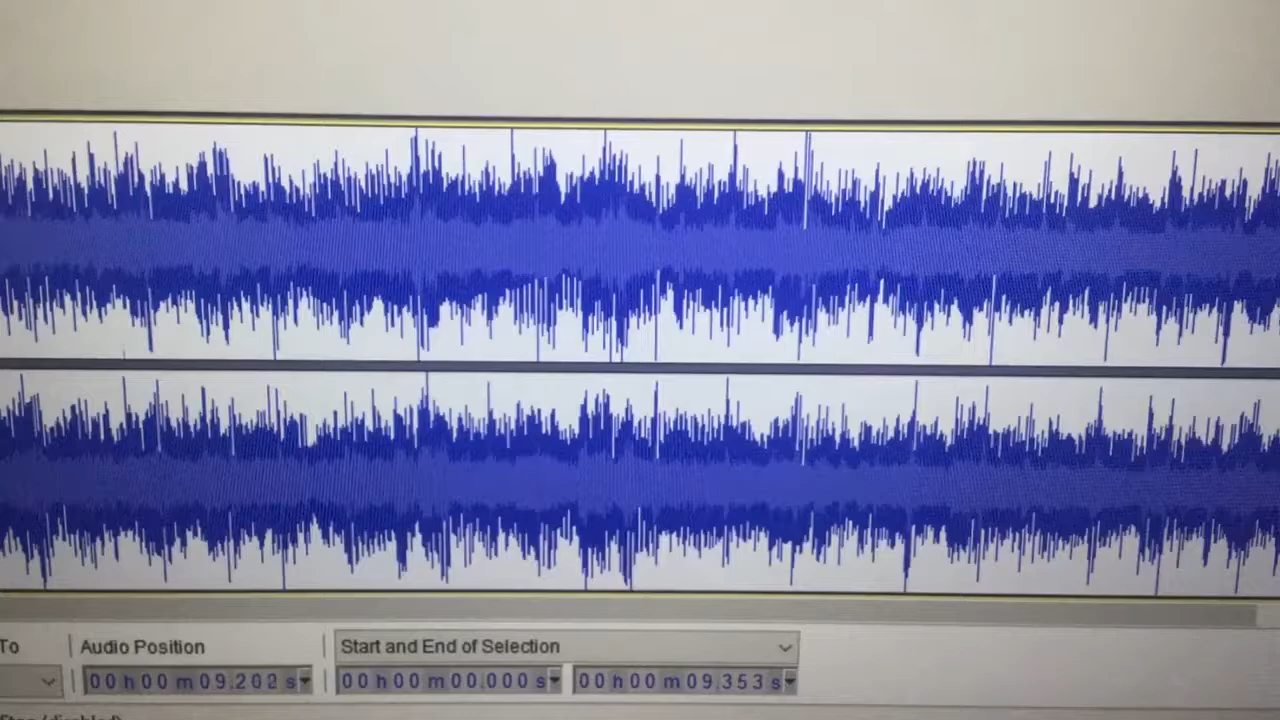 To
Audio Position
Start and End of Selection
00 h 00 m 09.202 s
00 h 00 m 00.000 s
00 h 00 m 09.353 s